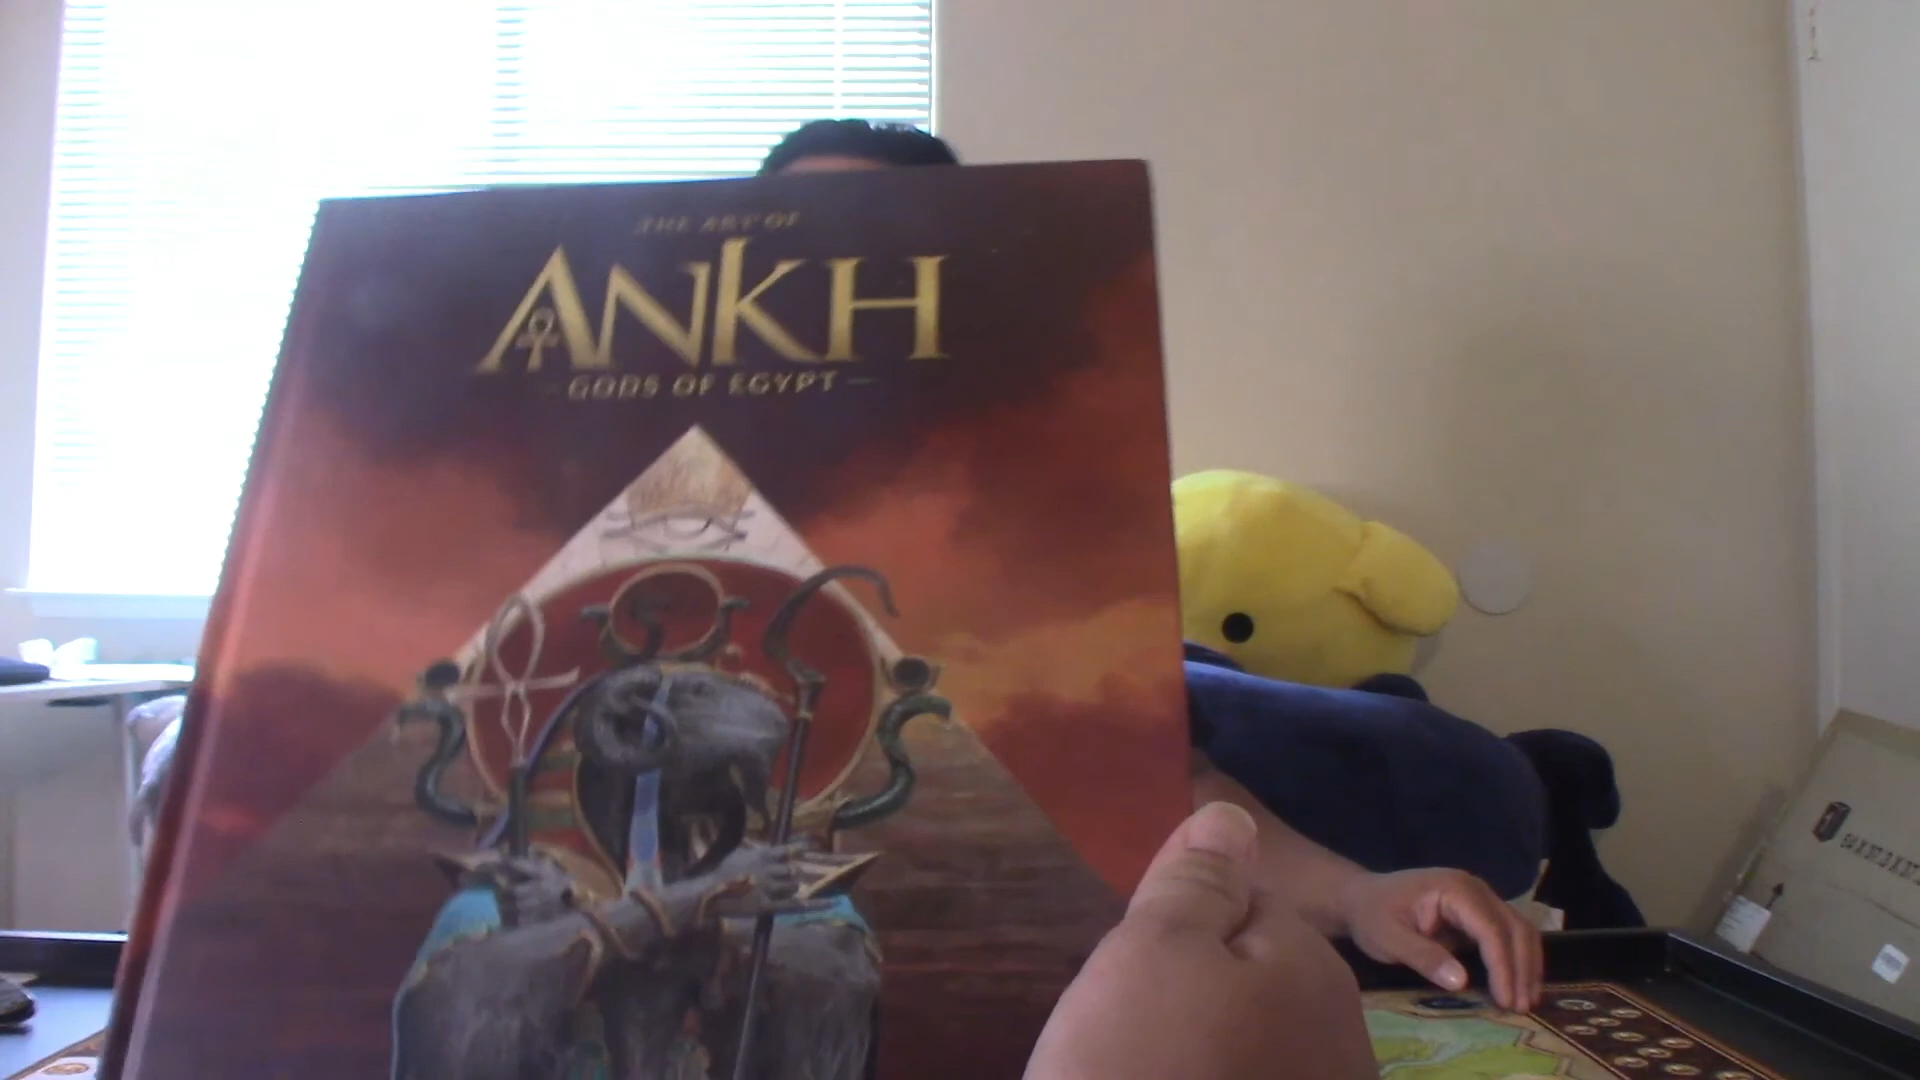 THE ART OF
ANKH
GODS OF EGYPT